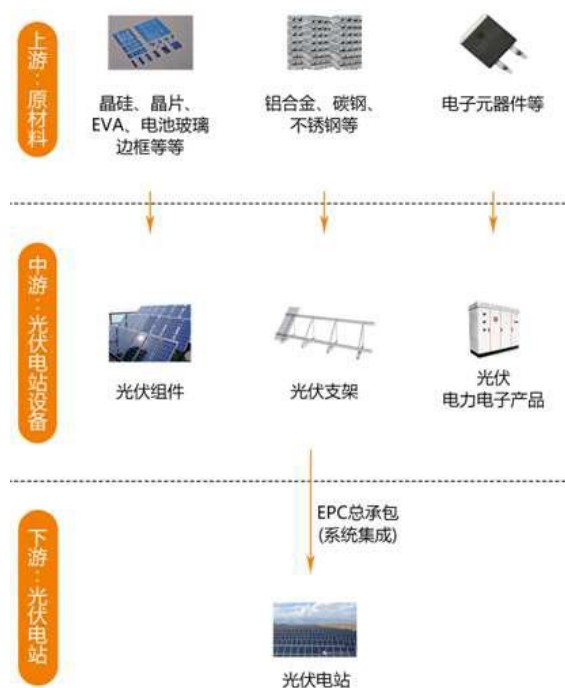 上游：原材料
晶硅、晶片、
EVA、电池玻璃
边框等等
铝合金、碳钢、
不锈钢等
电子元器件等
中游：光伏电站设备
光伏组件
光伏支架
光伏
电力电子产品
EPC总承包
(系统集成)
下游：光伏电站
光伏电站